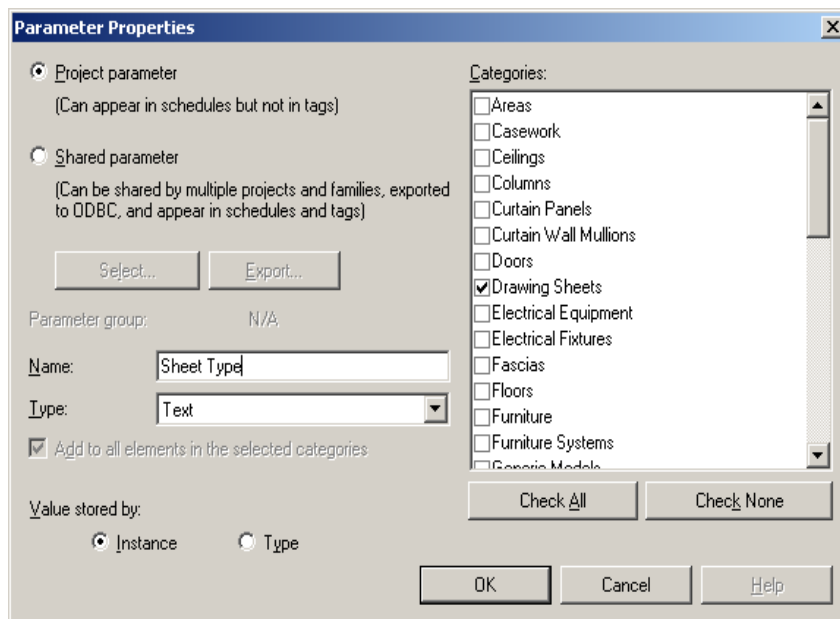 Parameter Properties
Project parameter
(Can appear in schedules but not in tags)
Shared parameter
(Can be shared by multiple projects and families, exported
to ODBC, and appear in schedules and tags)
Select...
Export...
Parameter group:
N/A
Name:
Sheet Type
Type:
Text
Add to all elements in the selected categories
Value stored by:
Instance
Type
Categories:
Areas
Casework
Ceilings
Columns
Curtain Panels
Curtain Wall Mullions
Doors
Drawing Sheets
Electrical Equipment
Electrical Fixtures
Fascias
Floors
Furniture
Furniture Systems
Generic Models
Check All
Check None
OK
Cancel
Help